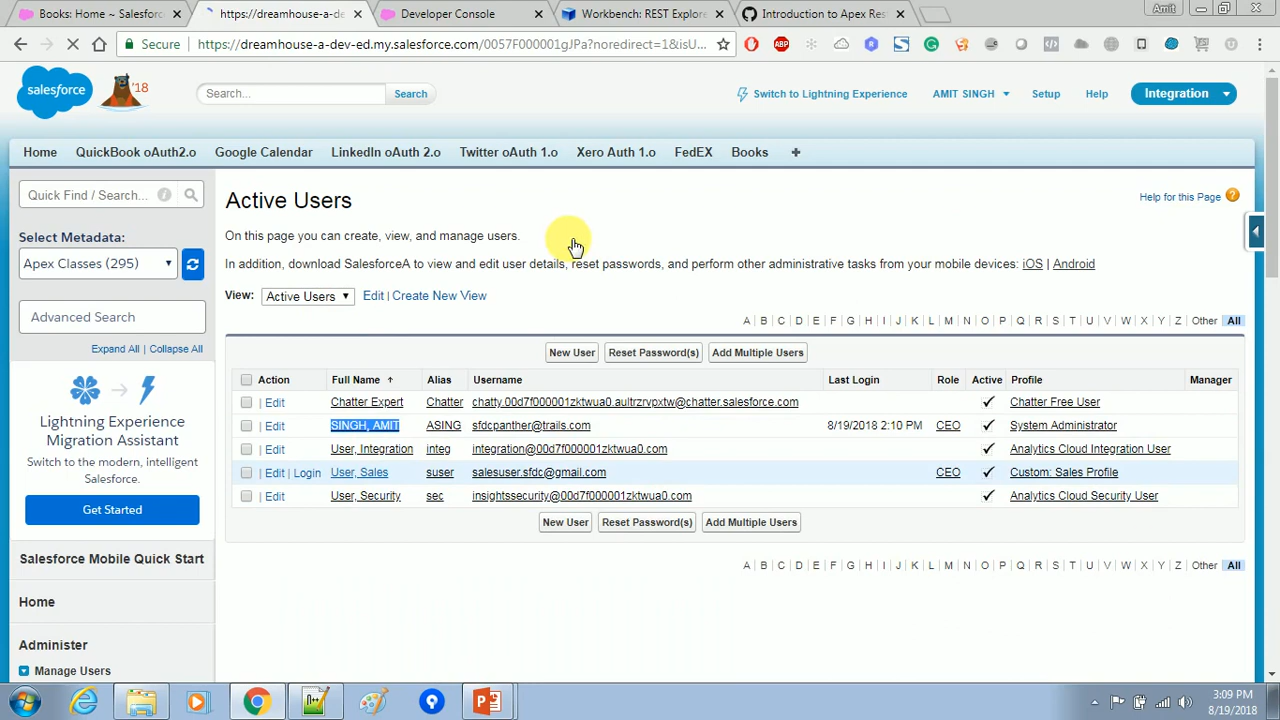 Books: Home ~ Salesforc
https://dreamhouse-a-dev-ed
Developer Console
Workbench: REST Explore
Introduction to Apex Res
Amit
Secure
https://dreamhouse-a-dev-ed.my.salesforce.com/0057F000001gJPa?noredirect=1&isU...
ABP
salesforce
'18
Search...
Search
Switch to Lightning Experience
AMIT SINGH
Setup
Help
Integration
Home
QuickBook oAuth2.o
Google Calendar
LinkedIn oAuth 2.o
Twitter oAuth 1.o
Xero Auth 1.o
FedEX
Books
+
Quick Find / Search...
Select Metadata:
Apex Classes (295)
Advanced Search
Expand All | Collapse All
Lightning Experience
Migration Assistant
Switch to the modern, intelligent
Salesforce.
Get Started
Salesforce Mobile Quick Start
Home
Administer
Manage Users
Active Users
Help for this Page
On this page you can create, view, and manage users.
In addition, download SalesforceA to view and edit user details, reset passwords, and perform other administrative tasks from your mobile devices: iOS | Android
View: Active Users Edit | Create New View
A | B | C | D | E | F | G | H | I | J | K | L | M | N | O | P | Q | R | S | T | U | V | W | X | Y | Z | Other | All
New User Reset Password(s) Add Multiple Users
Action Full Name Alias Username Last Login Role Active Profile Manager
| Edit Chatter Expert Chatter chatty.00d7f000001zktwua0.aultrzrvpxtw@chatter.salesforce.com Chatter Free User
| Edit SINGH, AMIT ASING sfdcpanther@trails.com 8/19/2018 2:10 PM CEO System Administrator
| Edit User, Integration integ integration@00d7f000001zktwua0.com Analytics Cloud Integration User
| Edit | Login User, Sales suser salesuser.sfdc@gmail.com CEO Custom: Sales Profile
| Edit User, Security sec insightssecurity@00d7f000001zktwua0.com Analytics Cloud Security User
New User Reset Password(s) Add Multiple Users
A | B | C | D | E | F | G | H | I | J | K | L | M | N | O | P | Q | R | S | T | U | V | W | X | Y | Z | Other | All
3:09 PM
8/19/2018